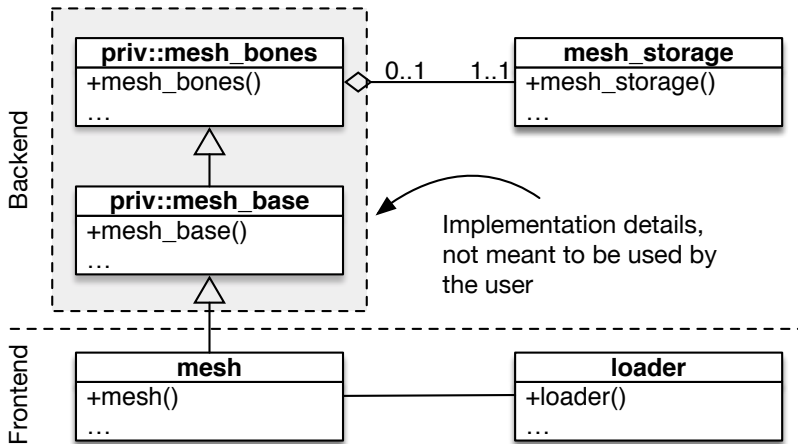 Backend
priv::mesh_bones
+mesh_bones()
...
0..1
1..1
mesh_storage
+mesh_storage()
...
priv::mesh_base
+mesh_base()
...
Implementation details,
not meant to be used by
the user
Frontend
mesh
+mesh()
...
loader
+loader()
...